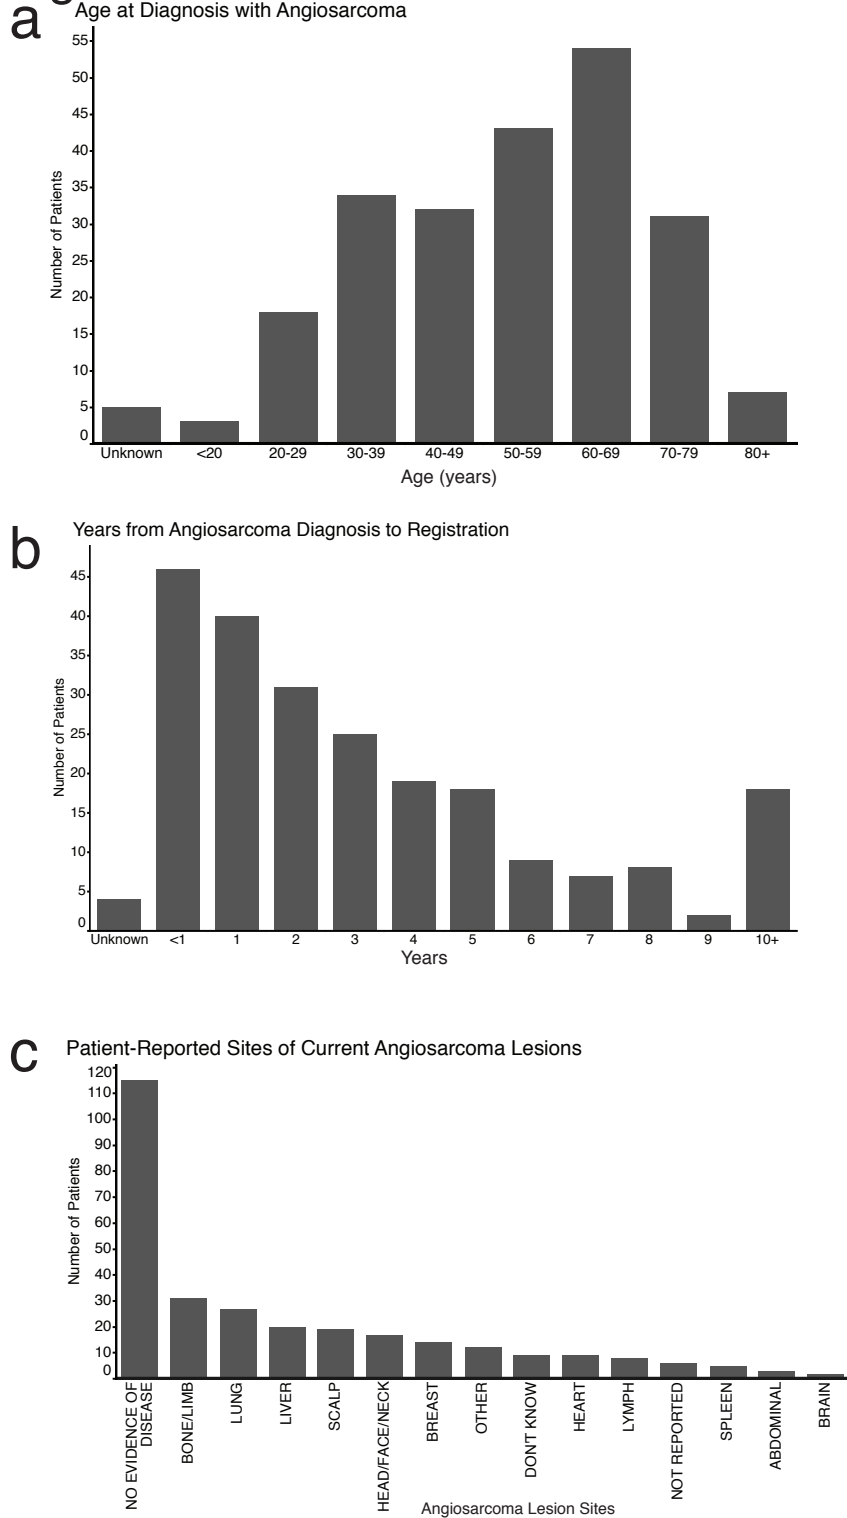 a
Age at Diagnosis with Angiosarcoma
55
50
45
40
35
30
25
20
15
10
5
0
Number of Patients
Unknown <20 20-29 30-39 40-49 50-59 60-69 70-79 80+
Age (years)
b
Years from Angiosarcoma Diagnosis to Registration
45
40
35
30
25
20
15
10
5
0
Number of Patients
Unknown <1 1 2 3 4 5 6 7 8 9 10+
Years
c
Patient-Reported Sites of Current Angiosarcoma Lesions
120
110
100
90
80
70
60
50
40
30
20
10
0
Number of Patients
NO EVIDENCE OF
DISEASE
BONE/LIMB
LUNG
LIVER
SCALP
HEAD/FACE/NECK
BREAST
OTHER
DON'T KNOW
HEART
LYMPH
NOT REPORTED
SPLEEN
ABDOMINAL
BRAIN
Angiosarcoma Lesion Sites